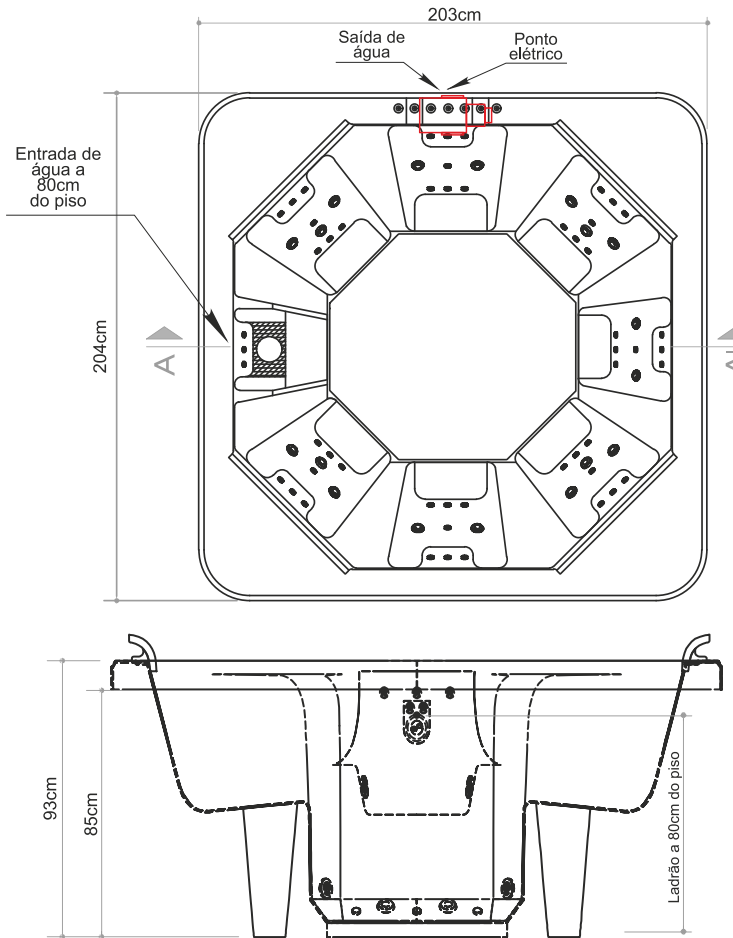 203cm
Saída de
água
Ponto
elétrico
Entrada de
água a
80cm
do piso
204cm
A
93cm
85cm
Ladrão a 80cm do piso